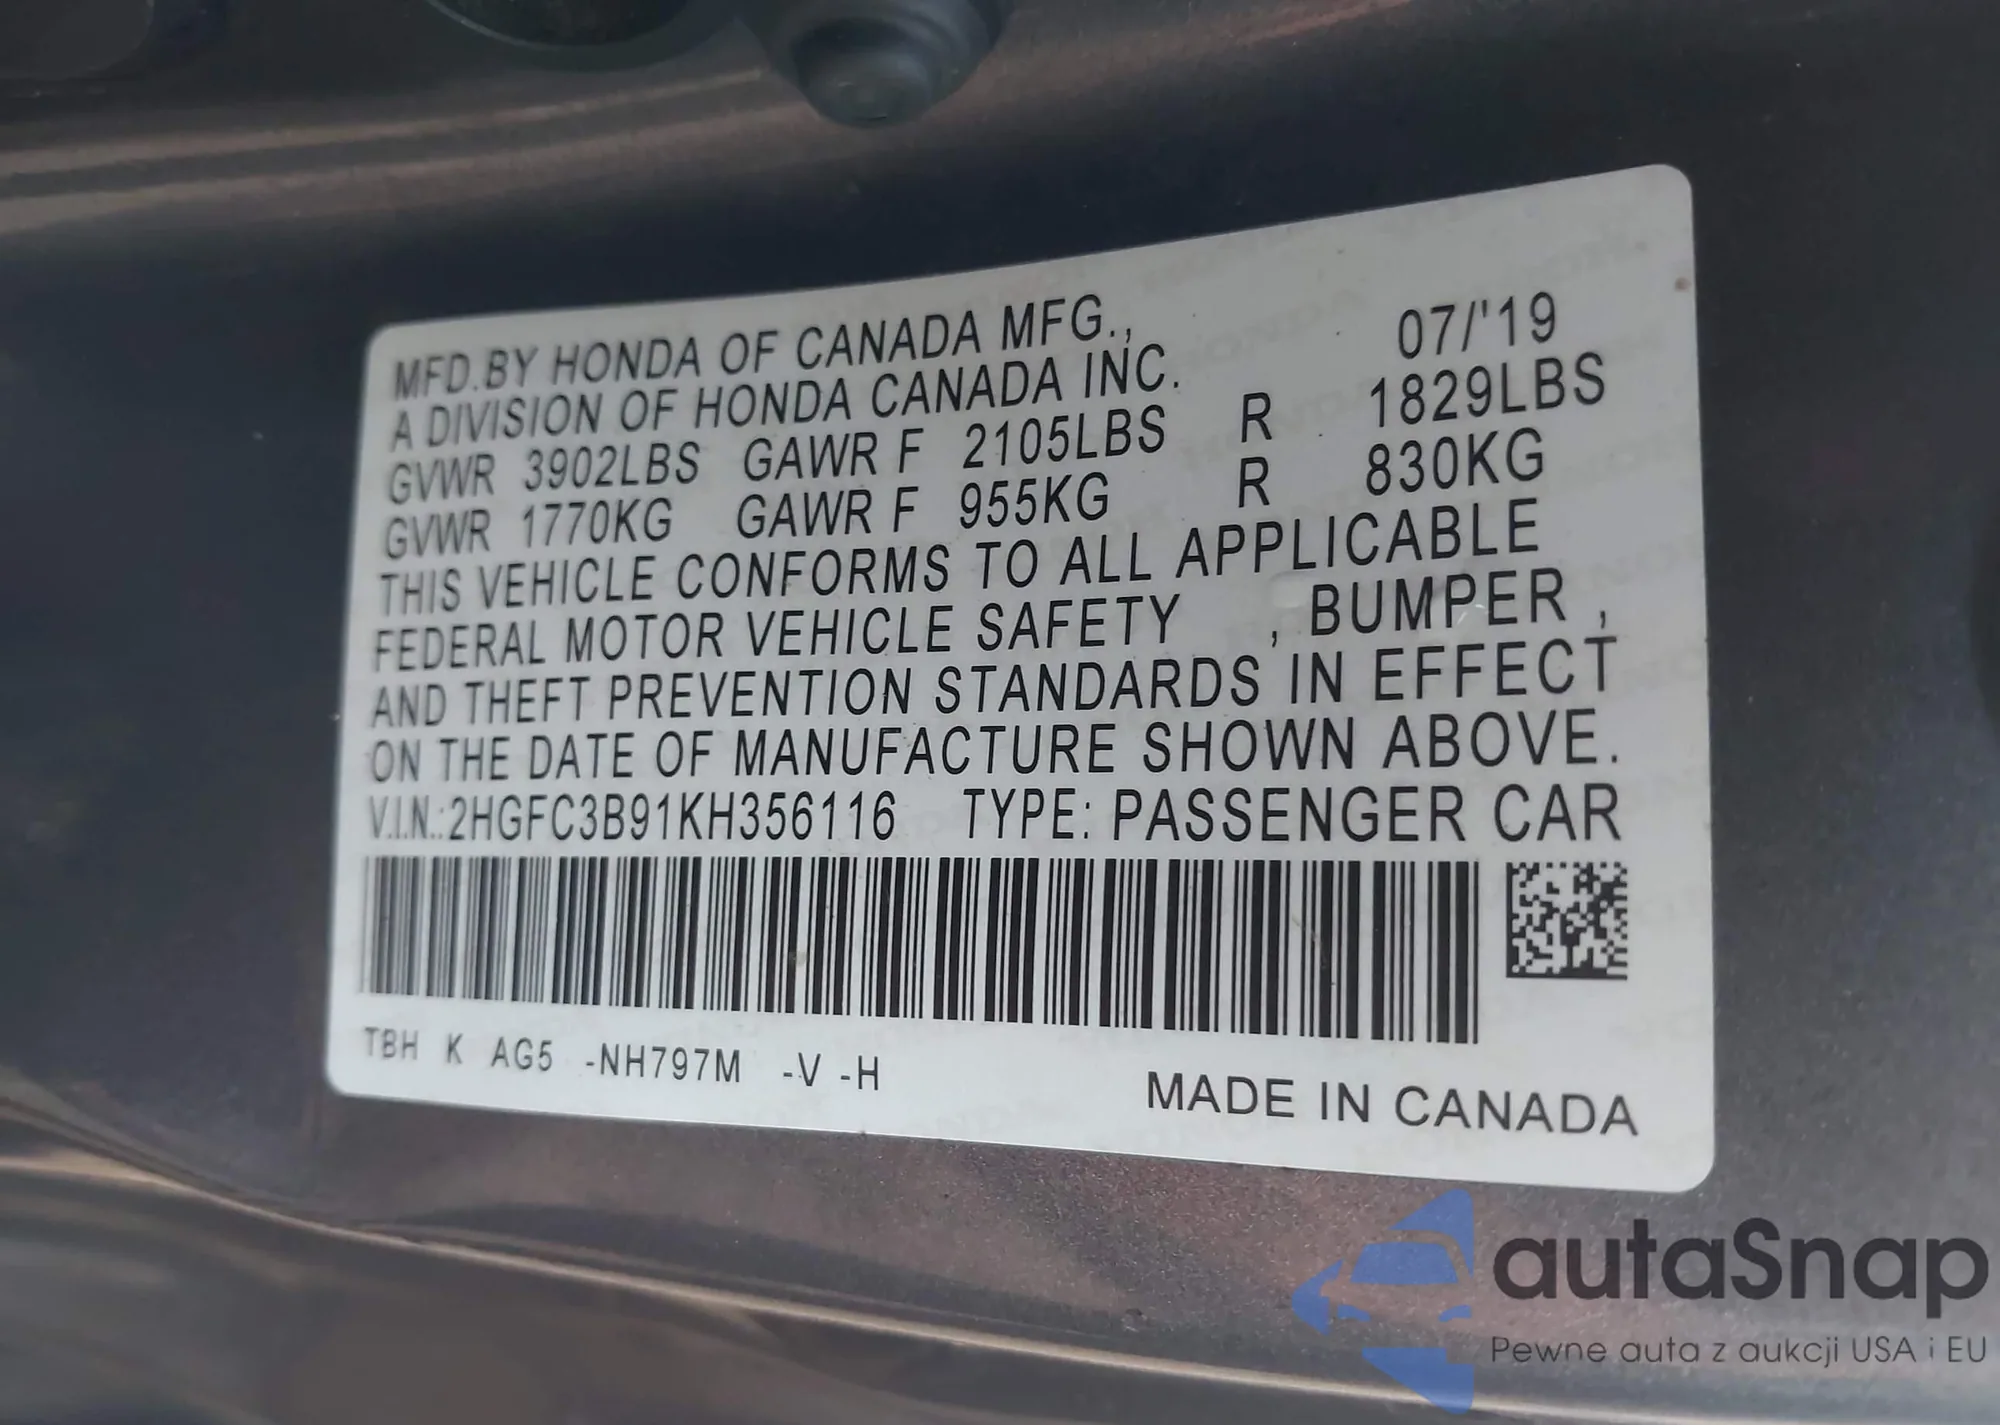 MFD.BY HONDA OF CANADA MFG., 07/'19
A DIVISION OF HONDA CANADA INC.
GVWR 3902LBS GAWR F 2105LBS R 1829LBS
GVWR 1770KG GAWR F 955KG R 830KG
THIS VEHICLE CONFORMS TO ALL APPLICABLE
FEDERAL MOTOR VEHICLE SAFETY , BUMPER ,
AND THEFT PREVENTION STANDARDS IN EFFECT
ON THE DATE OF MANUFACTURE SHOWN ABOVE.
V.I.N.:2HGFC3B91KH356116 TYPE: PASSENGER CAR
TBH K AG5 -NH797M -V -H
MADE IN CANADA
autaSnap
Pewne auta z aukcji USA i EU